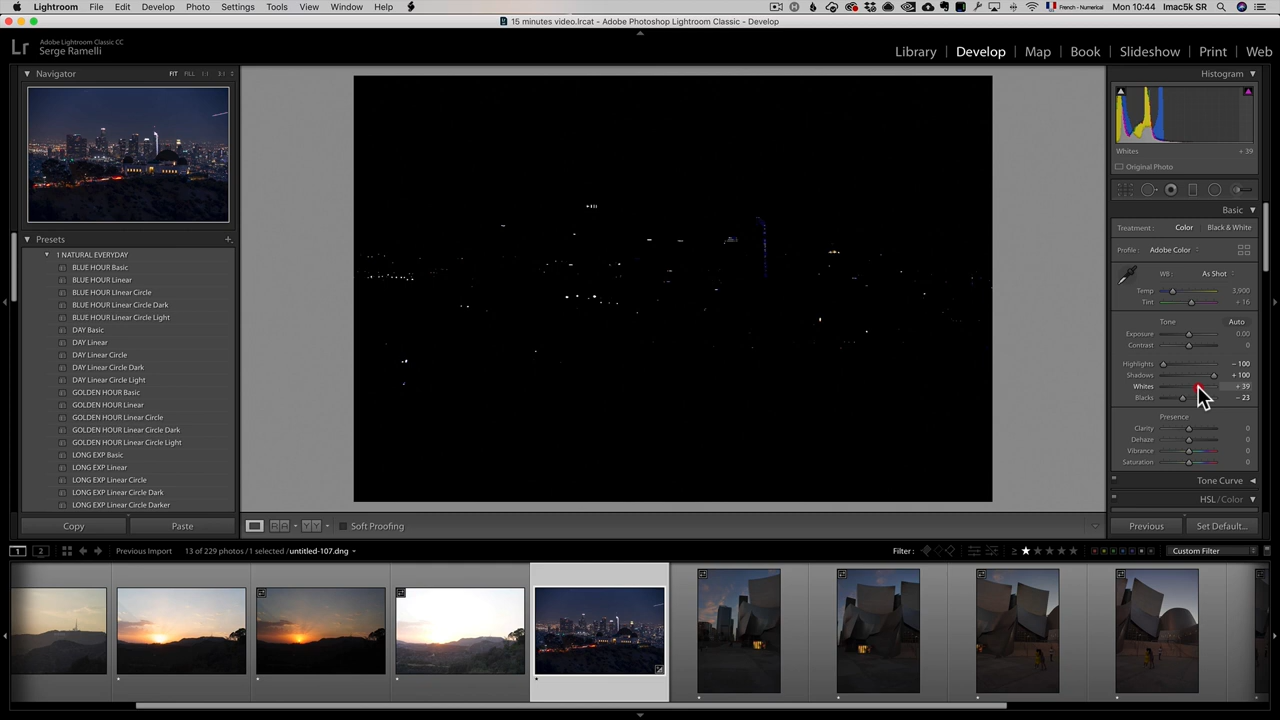 Lightroom File Edit Develop Photo Settings Tools View Window Help French - Numerical Mon 10:44 Imac5k SR
15 minutes video.lrcat - Adobe Photoshop Lightroom Classic - Develop
Lr Adobe Lightroom Classic CC
Serge Ramelli
Library | Develop | Map | Book | Slideshow | Print | Web
Navigator FIT FILL 1:1 3:1
Presets +
1 NATURAL EVERYDAY
BLUE HOUR Basic
BLUE HOUR Linear
BLUE HOUR LInear Circle
BLUE HOUR Linear Circle Dark
BLUE HOUR Linear Circle Light
DAY Basic
DAY Linear
DAY Linear Circle
DAY Linear Circle Dark
DAY Linear Circle Light
GOLDEN HOUR Basic
GOLDEN HOUR Linear
GOLDEN HOUR Linear Circle
GOLDEN HOUR Linear Circle Dark
GOLDEN HOUR Linear Circle Light
LONG EXP Basic
LONG EXP Linear
LONG EXP Linear Circle
LONG EXP Linear Circle Dark
LONG EXP Linear Circle Darker
Copy Paste
Soft Proofing
Histogram
Whites + 39
Original Photo
Basic
Treatment : Color Black & White
Profile : Adobe Color
WB : As Shot
Temp 3,900
Tint + 16
Tone Auto
Exposure 0.00
Contrast 0
Highlights – 100
Shadows + 100
Whites + 39
Blacks – 23
Presence
Clarity 0
Dehaze 0
Vibrance 0
Saturation 0
Tone Curve
HSL / Color
Previous Set Default...
1 2 Previous Import 13 of 229 photos / 1 selected / untitled-107.dng Filter : ≥ Custom Filter